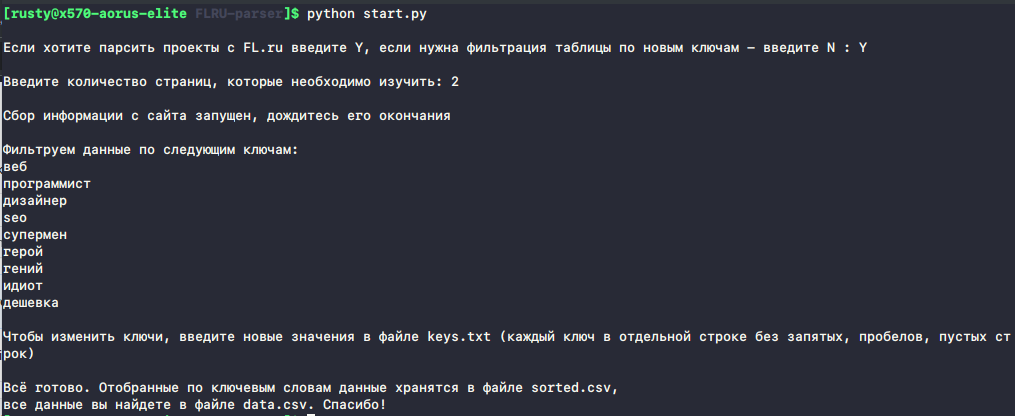 [rusty@x570-aorus-elite FLRU-parser]$ python start.py
Если хотите парсить проекты с FL.ru введите Y, если нужна фильтрация таблицы по новым ключам — введите N : Y
Введите количество страниц, которые необходимо изучить: 2
Сбор информации с сайта запущен, дождитесь его окончания
Фильтруем данные по следующим ключам:
веб
программист
дизайнер
seo
супермен
герой
гений
идиот
дешевка
Чтобы изменить ключи, введите новые значения в файле keys.txt (каждый ключ в отдельной строке без запятых, пробелов, пустых ст
рок)
Всё готово. Отобранные по ключевым словам данные хранятся в файле sorted.csv,
все данные вы найдете в файле data.csv. Спасибо!